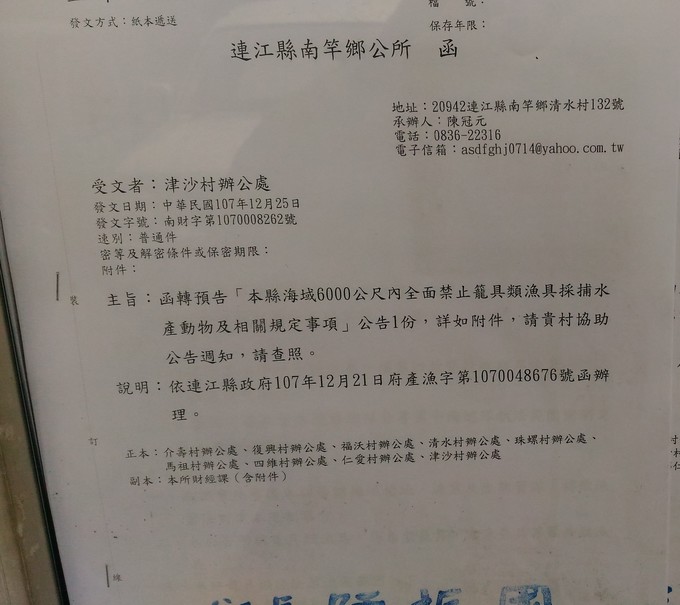 檔　號：
發文方式：紙本遞送
保存年限：
連江縣南竿鄉公所　函
地址：20942連江縣南竿鄉清水村132號
承辦人：陳冠元
電話：0836-22316
電子信箱：asdfghj0714@yahoo.com.tw
受文者：津沙村辦公處
發文日期：中華民國107年12月25日
發文字號：南財字第1070008262號
速別：普通件
密等及解密條件或保密期限：
附件：
裝
主旨：函轉預告「本縣海域6000公尺內全面禁止籠具類漁具採捕水
產動物及相關規定事項」公告1份，詳如附件，請貴村協助
公告週知，請查照。
說明：依連江縣政府107年12月21日府產漁字第1070048676號函辦
理。
訂
正本：介壽村辦公處、復興村辦公處、福沃村辦公處、清水村辦公處、珠螺村辦公處、
馬祖村辦公處、四維村辦公處、仁愛村辦公處、津沙村辦公處
副本：本所財經課（含附件）
線